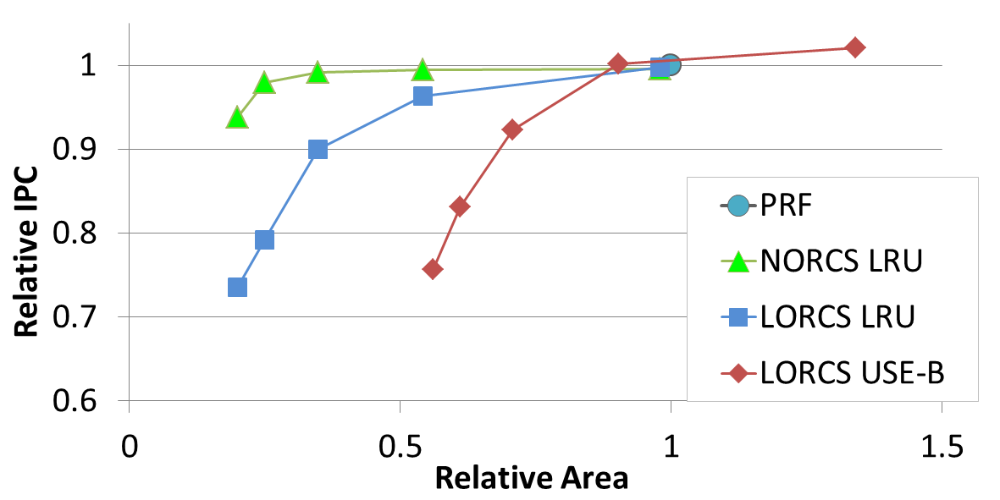 1
0.9
0.8
0.7
0.6
Relative IPC
0
0.5
1
1.5
Relative Area
PRF
NORCS LRU
LORCS LRU
LORCS USE-B